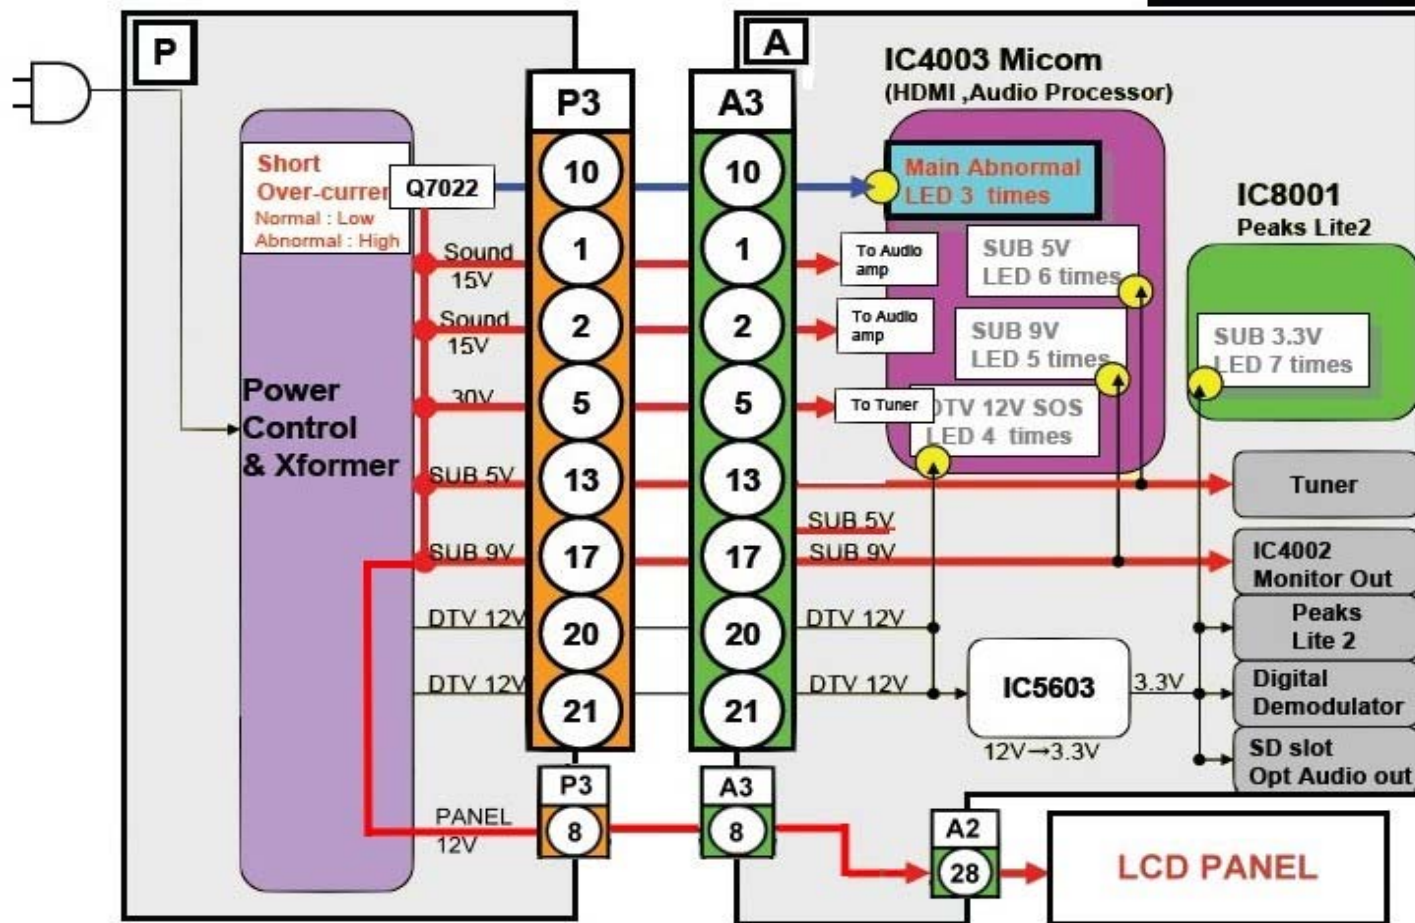 P
A
IC4003 Micom
(HDMI ,Audio Processor)
P3
A3
Short
Over-curren
Normal : Low
Abnormal : High
Q7022
10
10
Main Abnormal
LED 3 times
IC8001
Peaks Lite2
Sound
15V
1
1
To Audio
amp
SUB 5V
LED 6 times
Sound
15V
2
2
To Audio
amp
SUB 9V
LED 5 times
SUB 3.3V
LED 7 times
Power
Control
& Xformer
30V
5
5
To Tuner
DTV 12V SOS
LED 4 times
SUB 5V
13
13
Tuner
SUB 5V
SUB 9V
17
17
SUB 9V
IC4002
Monitor Out
DTV 12V
20
20
DTV 12V
Peaks
Lite 2
DTV 12V
21
21
DTV 12V
IC5603
3.3V
Digital
Demodulator
12V→3.3V
SD slot
Opt Audio out
P3
A3
PANEL
12V
8
8
A2
28
LCD PANEL